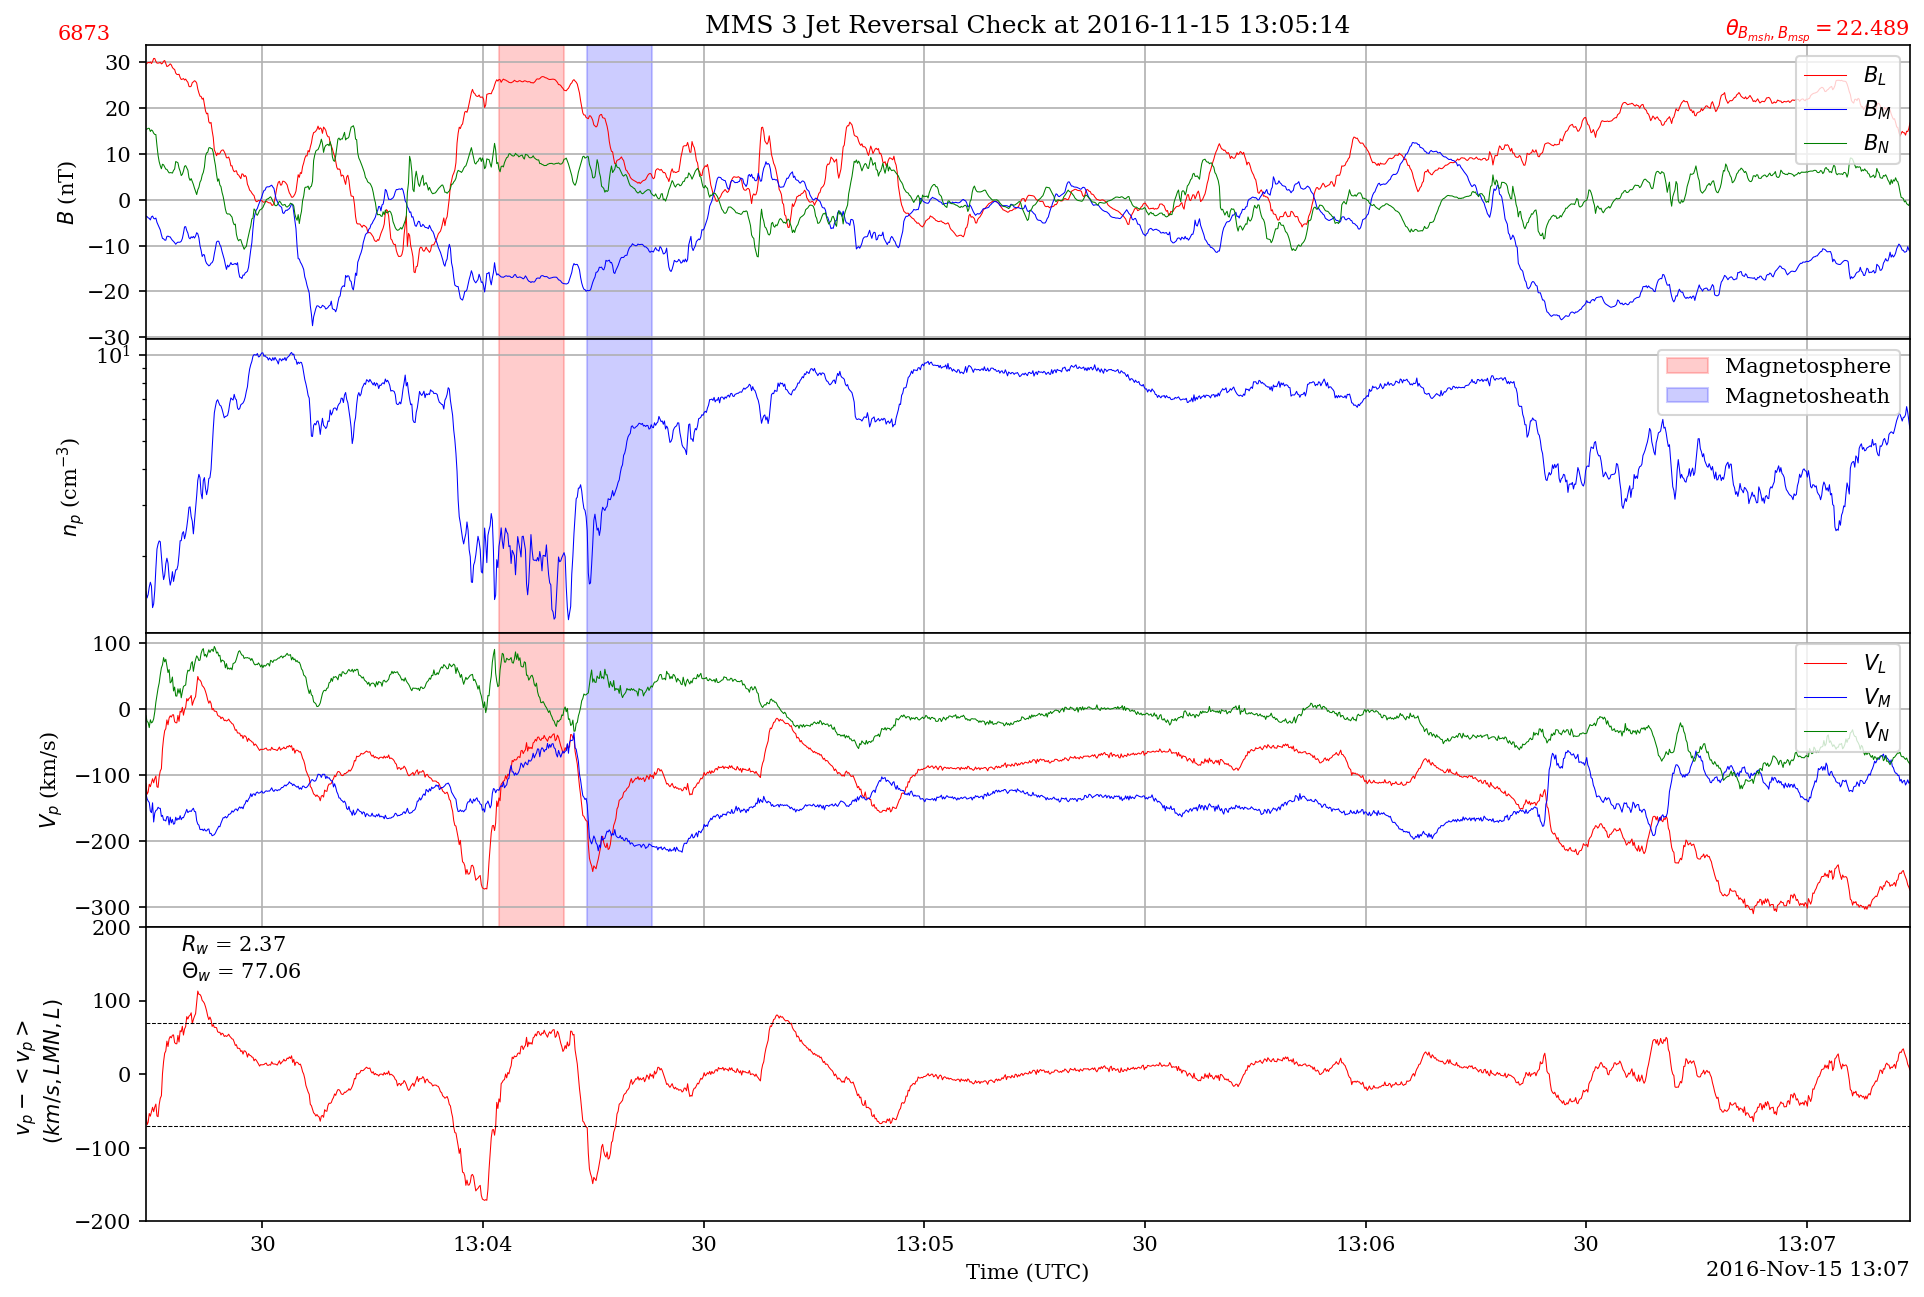 MMS 3 Jet Reversal Check at 2016-11-15 13:05:14
6873
θ_{B_{msh}, B_{msp}} = 22.489
B (nT)
30
20
10
0
−10
−20
−30
B_L
B_M
B_N
n_p (cm^{−3})
10^1
Magnetosphere
Magnetosheath
V_p (km/s)
100
0
−100
−200
−300
V_L
V_M
V_N
v_p − < v_p >
(km/s, LMN, L)
200
100
0
−100
−200
R_w = 2.37
Θ_w = 77.06
30 13:04 30 13:05 30 13:06 30 13:07
Time (UTC)
2016-Nov-15 13:07